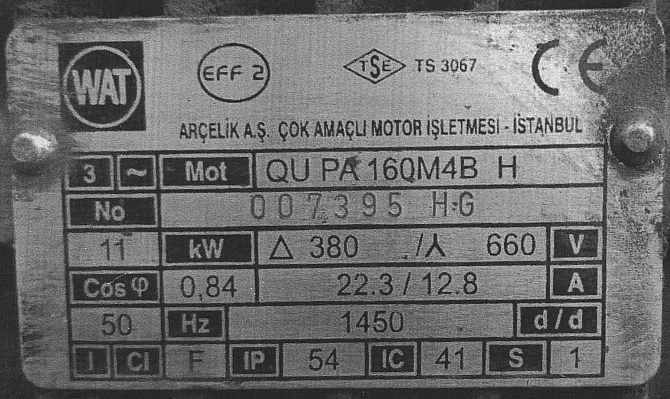 WAT EFF 2 TSE TS 3067 CE
ARÇELİK A.Ş. ÇOK AMAÇLI MOTOR İŞLETMESİ - İSTANBUL
3 ~ Mot QU PA 160M4B H
No 007395 H-G
11 kW Δ 380 /⅄ 660 V
Cos φ 0,84 22.3 / 12.8 A
50 Hz 1450 d/d
I Cl F IP 54 IC 41 S 1